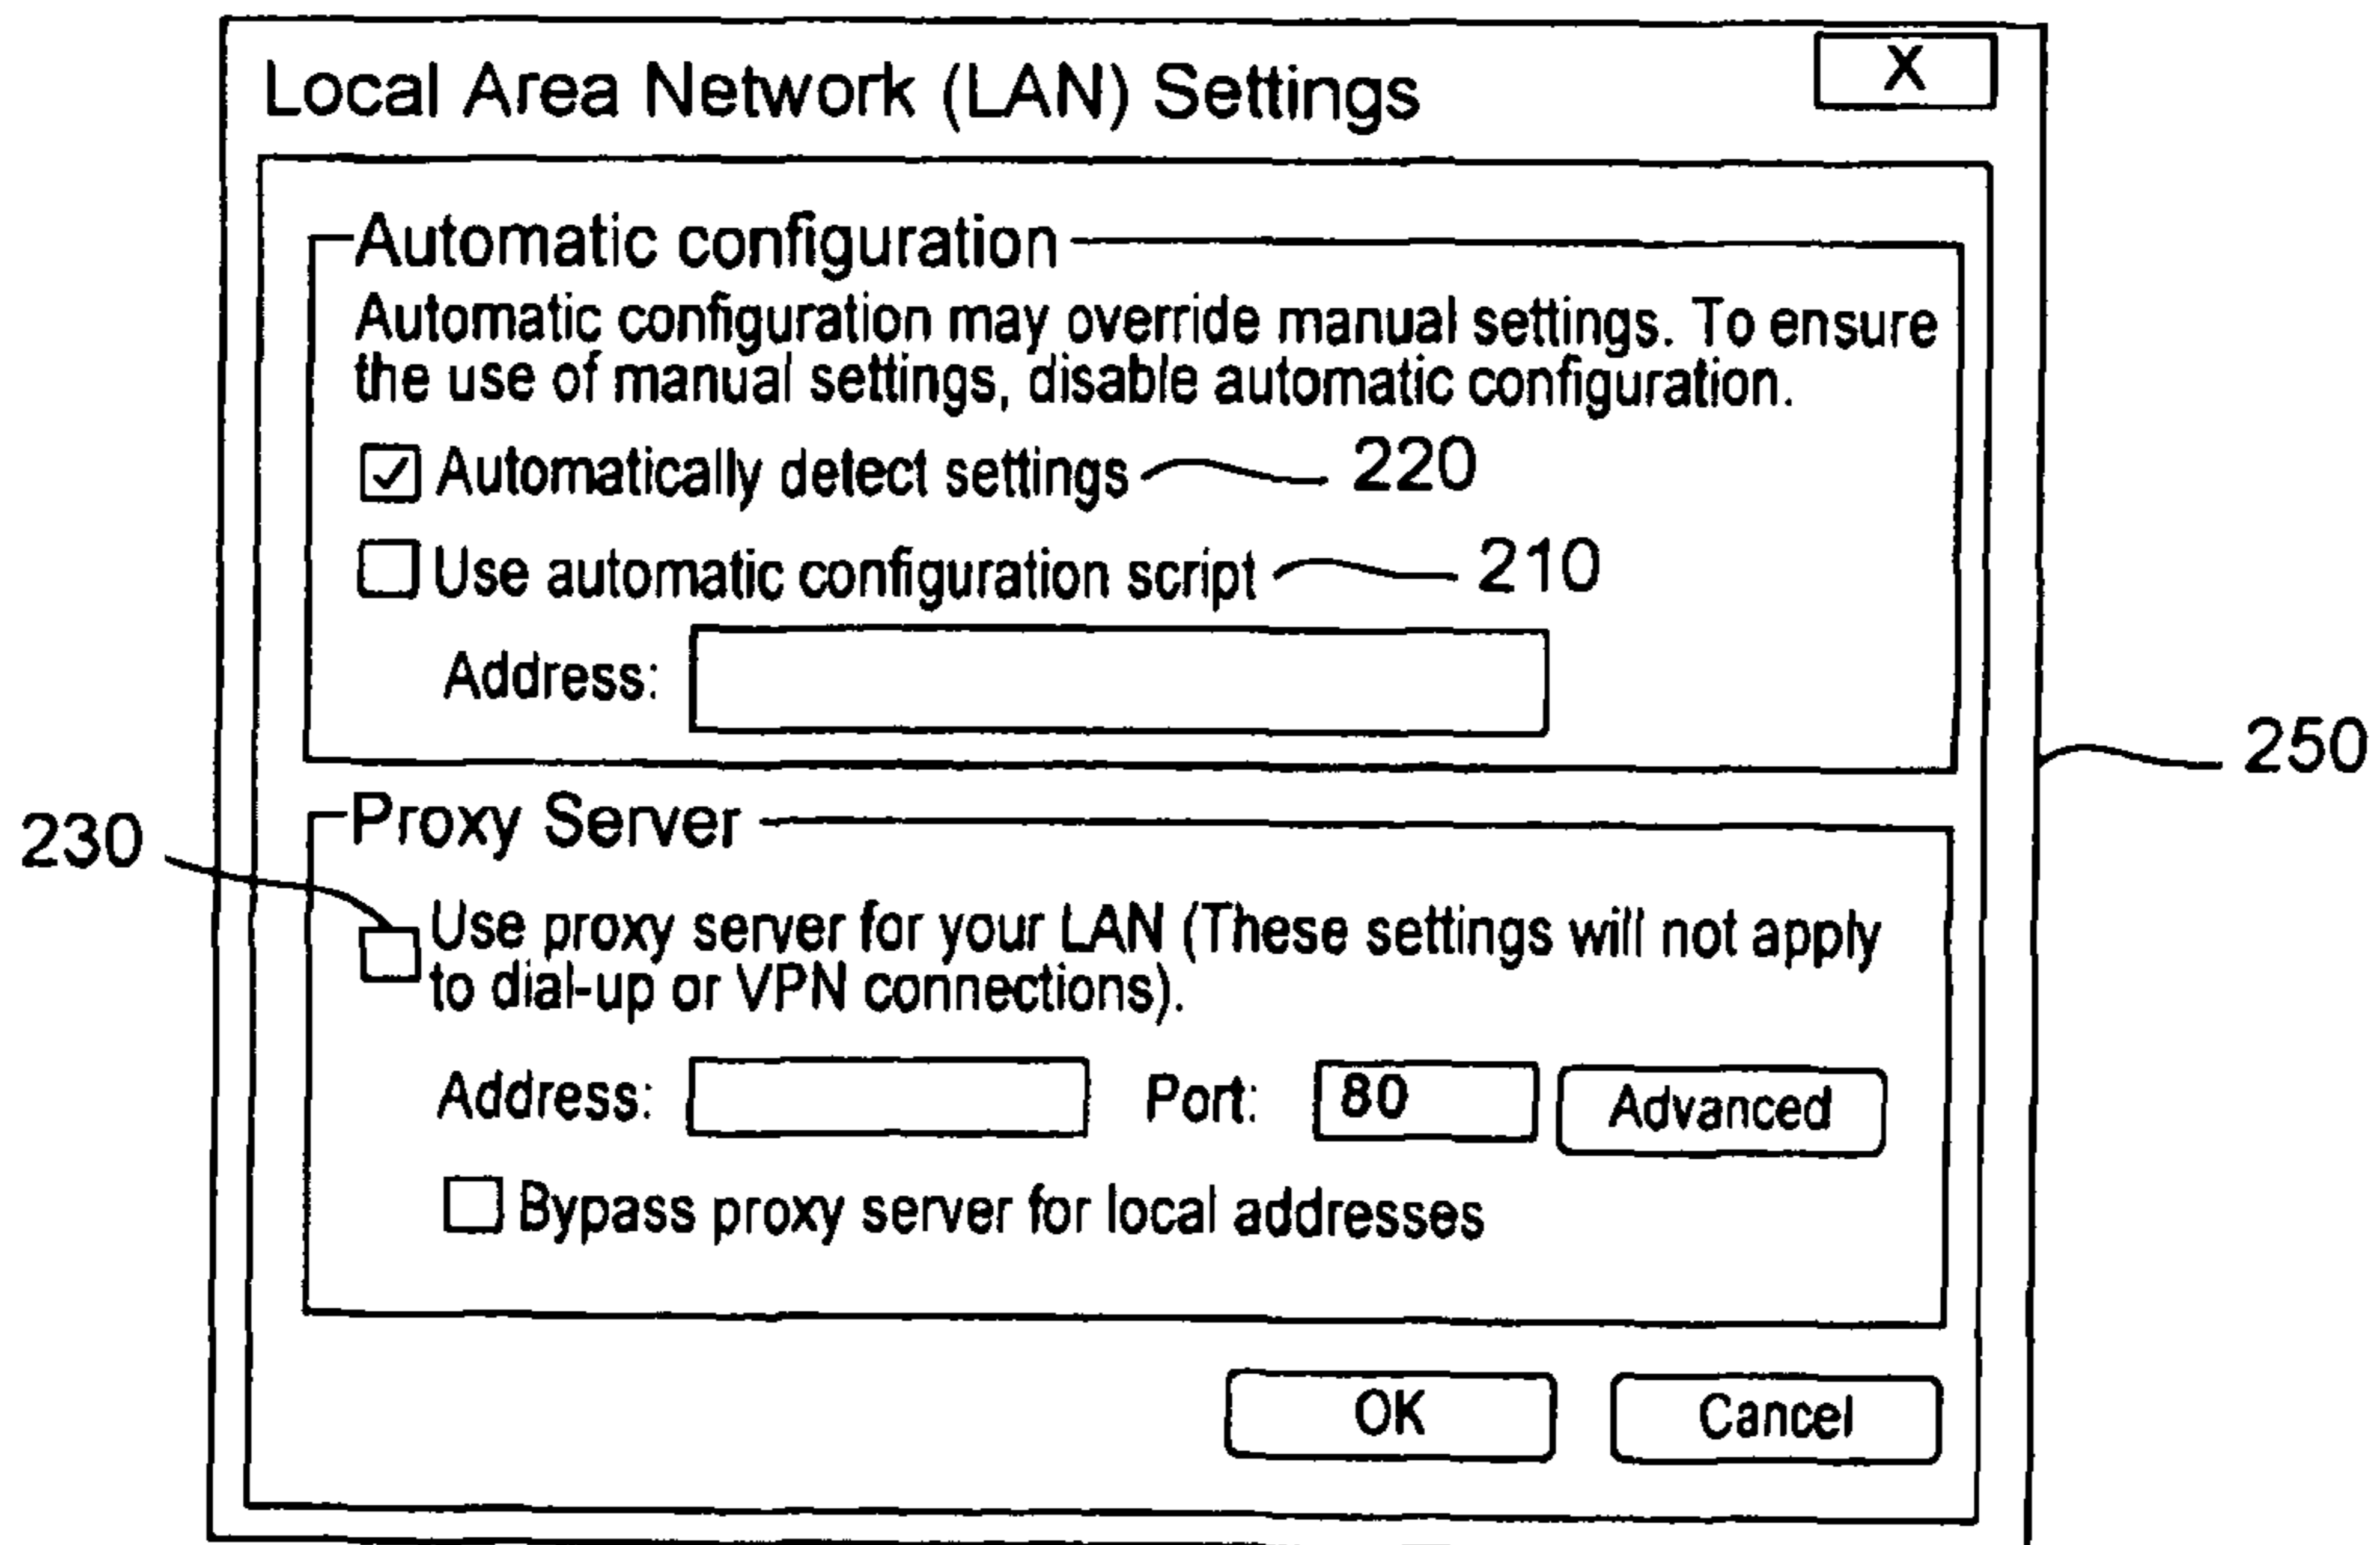 Local Area Network (LAN) Settings
X
Automatic configuration
Automatic configuration may override manual settings. To ensure
the use of manual settings, disable automatic configuration.
Automatically detect settings 220
Use automatic configuration script 210
Address:
250
Proxy Server
230
Use proxy server for your LAN (These settings will not apply
to dial-up or VPN connections).
Address: Port: 80 Advanced
Bypass proxy server for local addresses
OK Cancel